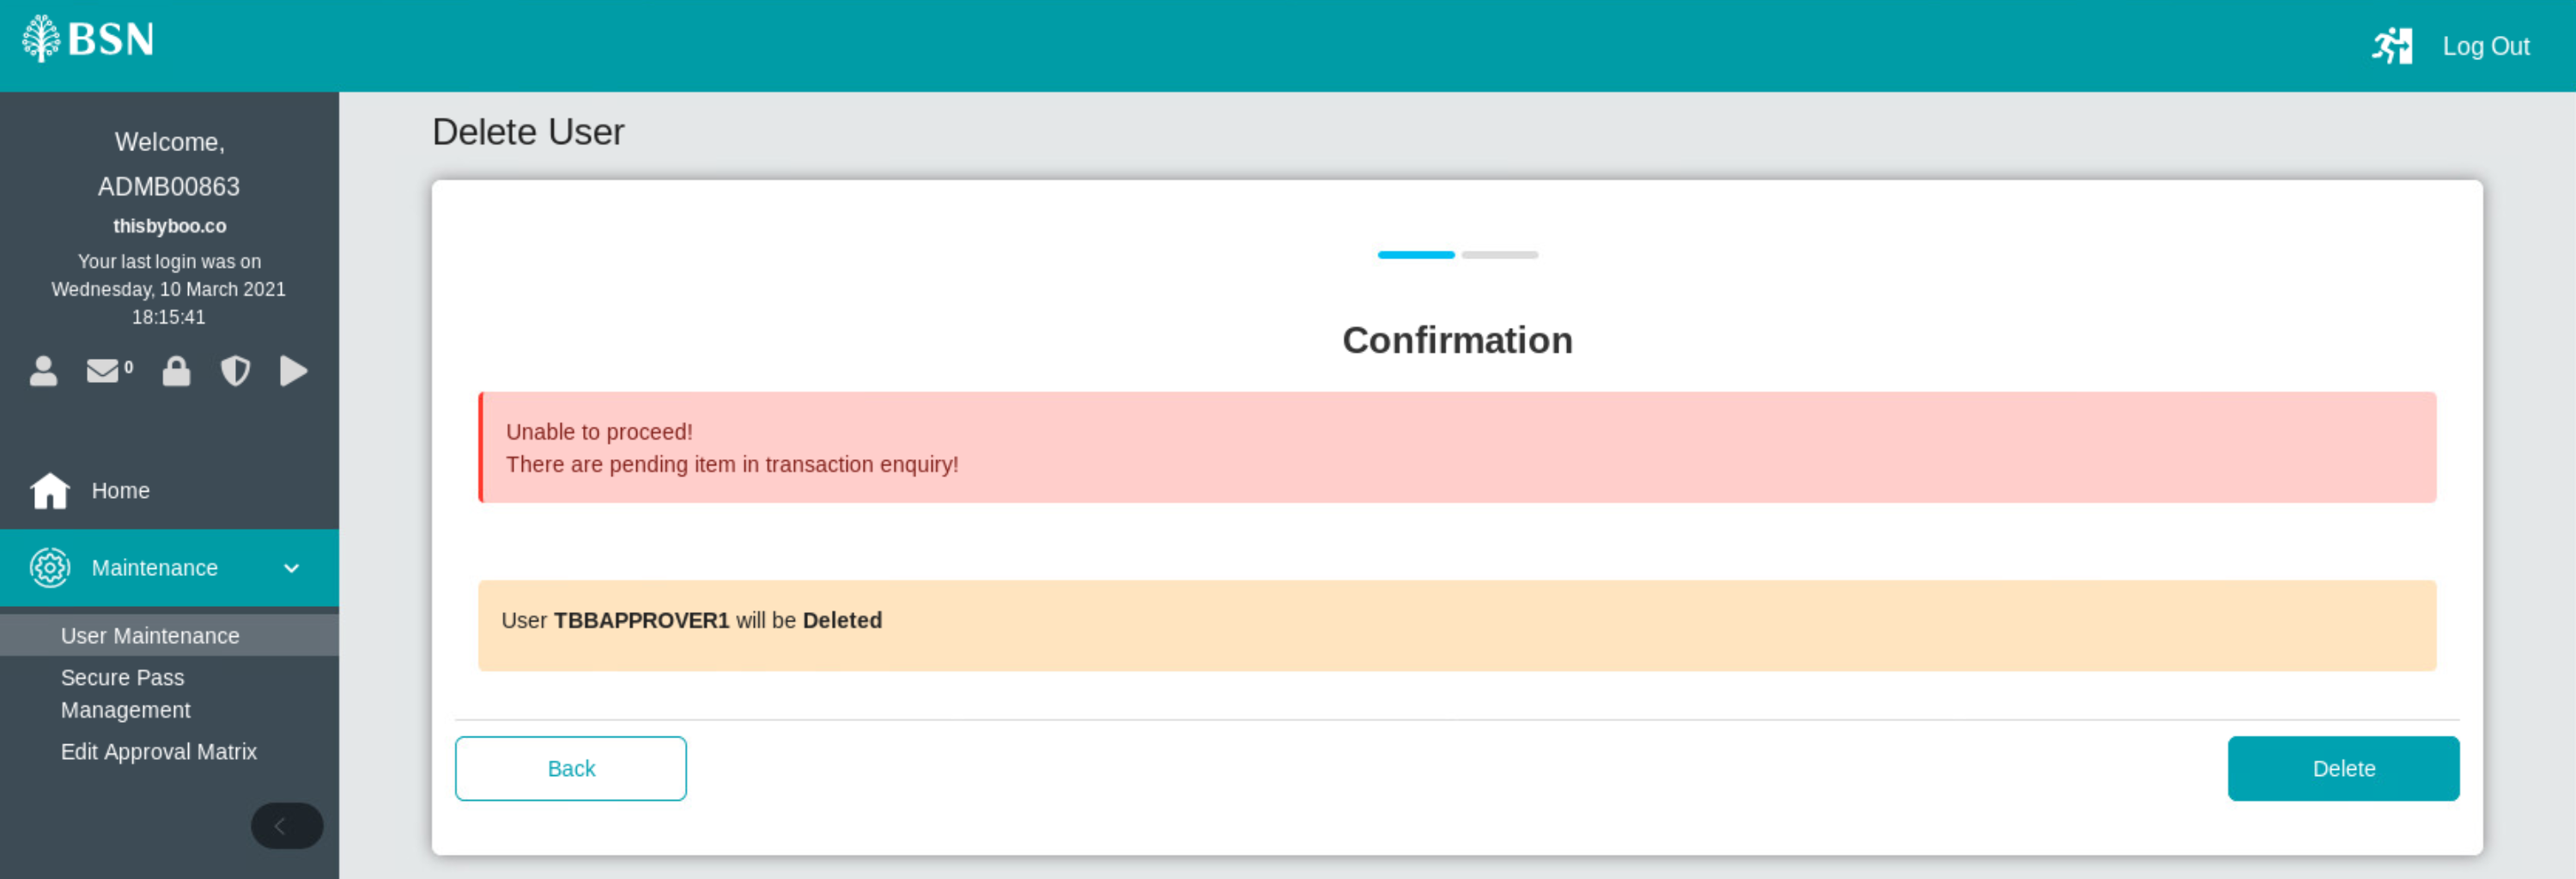 BSN
Log Out
Welcome,
ADMB00863
thisbyboo.co
Your last login was on
Wednesday, 10 March 2021
18:15:41
0
Home
Maintenance
User Maintenance
Secure Pass
Management
Edit Approval Matrix
Delete User
Confirmation
Unable to proceed!
There are pending item in transaction enquiry!
User TBBAPPROVER1 will be Deleted
Back
Delete